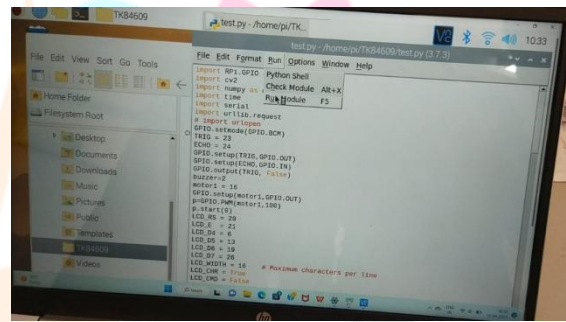 TK84609
test.py - /home/pi/TK...
V2
10:33
test.py - /home/pi/TK84609/test.py (3.7.3)
File Edit View Sort Go Tools
File Edit Format Run Options Window Help
Python Shell
Check Module Alt+X
Run Module F5
Home Folder
Filesystem Root
Desktop
Documents
Downloads
Music
Pictures
Public
Templates
TK84609
Videos
import RPi.GPIO
import cv2
import numpy as
import time
import serial
import urllib.request
# import urlopen
GPIO.setmode(GPIO.BCM)
TRIG = 23
ECHO = 24
GPIO.setup(TRIG,GPIO.OUT)
GPIO.setup(ECHO,GPIO.IN)
GPIO.output(TRIG, False)
buzzer=2
motor1 = 16
GPIO.setup(motor1,GPIO.OUT)
p=GPIO.PWM(motor1,100)
p.start(0)
LCD_RS = 20
LCD_E = 21
LCD_D4 = 6
LCD_D5 = 13
LCD_D6 = 19
LCD_D7 = 26
LCD_WIDTH = 16 # Maximum characters per line
LCD_CHR = True
LCD_CMD = False
hp